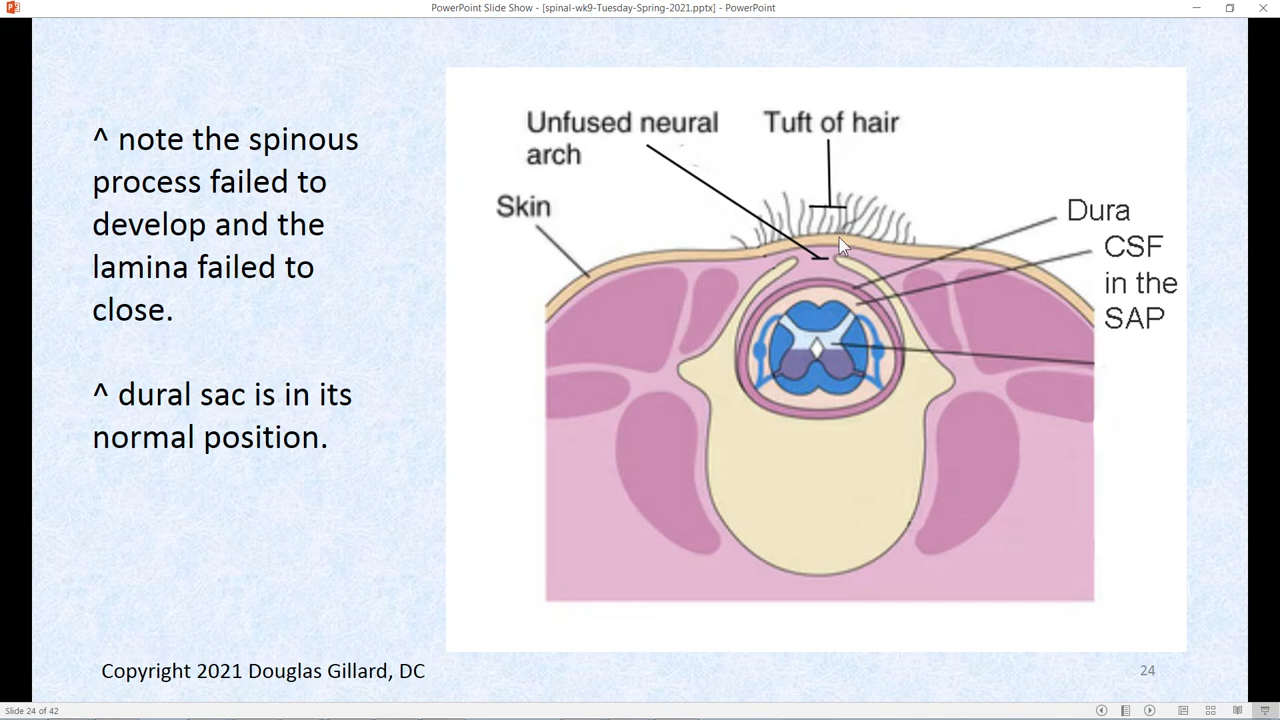 PowerPoint Slide Show - [spinal-wk9-Tuesday-Spring-2021.pptx] - PowerPoint
^ note the spinous
process failed to
develop and the
lamina failed to
close.
^ dural sac is in its
normal position.
Unfused neural
arch
Tuft of hair
Skin
Dura
CSF
in the
SAP
Copyright 2021 Douglas Gillard, DC
24
Slide 24 of 42